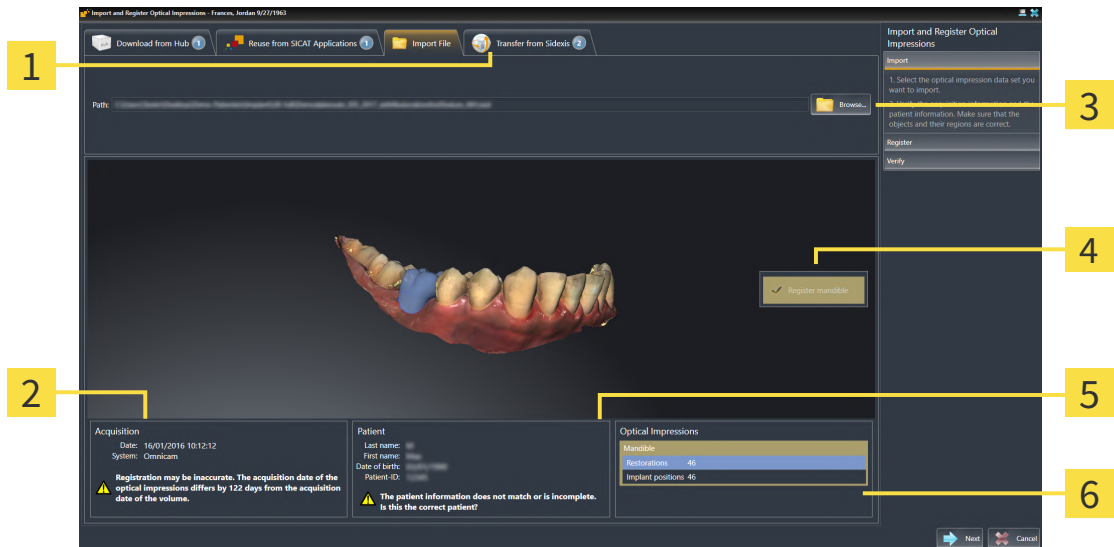 Import and Register Optical Impressions - Frances, Jordan 9/27/1963
Download from Hub 1
Reuse from SICAT Applications 1
Import File
Transfer from Sidexis 2
Import and Register Optical
Impressions
Import
1. Select the optical impression data set you
want to import.
patient information. Make sure that the
objects and their regions are correct.
Register
Verify
Path:
Browse...
Register mandible
1
2
3
4
5
6
Acquisition
Date: 16/01/2016 10:12:12
System: Omnicam
Registration may be inaccurate. The acquisition date of the
optical impressions differs by 122 days from the acquisition
date of the volume.
Patient
Last name:
First name:
Date of birth:
Patient-ID:
The patient information does not match or is incomplete.
Is this the correct patient?
Optical Impressions
Mandible
Restorations 46
Implant positions 46
Next
Cancel